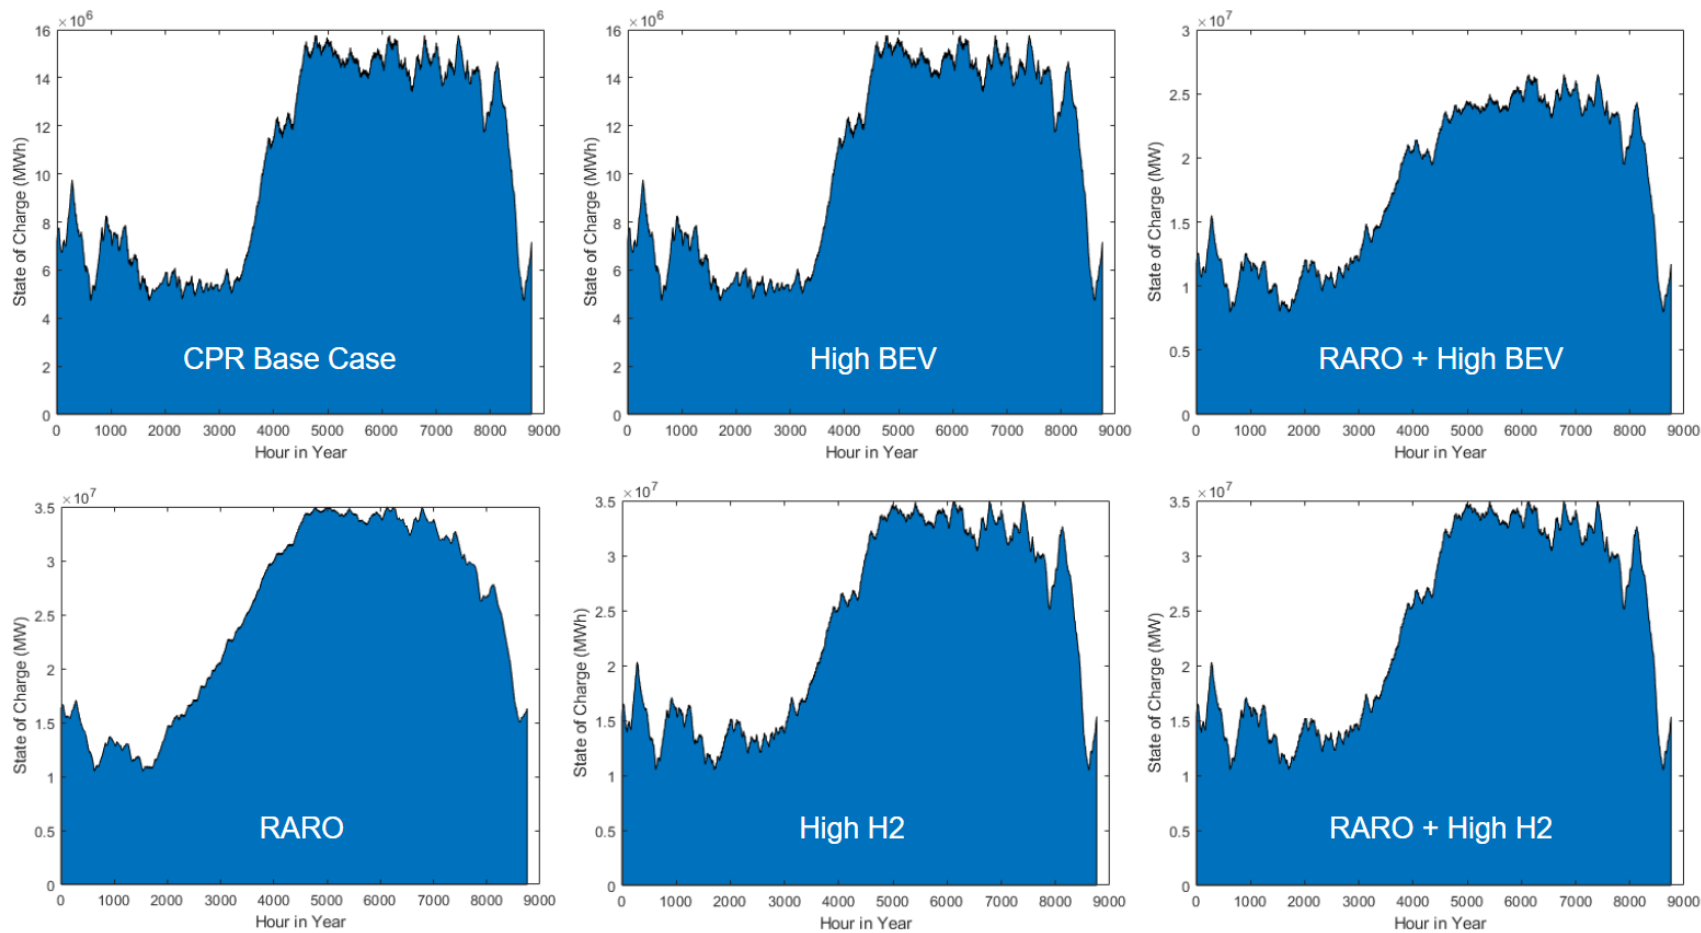 ×10⁶
16
14
12
10
8
6
4
2
0
State of Charge (MWh)
CPR Base Case
0 1000 2000 3000 4000 5000 6000 7000 8000 9000
Hour in Year
×10⁶
16
14
12
10
8
6
4
2
0
State of Charge (MWh)
High BEV
0 1000 2000 3000 4000 5000 6000 7000 8000 9000
Hour in Year
×10⁷
3
2.5
2
1.5
1
0.5
0
State of Charge (MW)
RARO + High BEV
0 1000 2000 3000 4000 5000 6000 7000 8000 9000
Hour in Year
×10⁷
3.5
3
2.5
2
1.5
1
0.5
0
State of Charge (MW)
RARO
0 1000 2000 3000 4000 5000 6000 7000 8000 9000
Hour in Year
×10⁷
3.5
3
2.5
2
1.5
1
0.5
0
State of Charge (MWh)
High H2
0 1000 2000 3000 4000 5000 6000 7000 8000 9000
Hour in Year
×10⁷
3.5
3
2.5
2
1.5
1
0.5
0
State of Charge (MW)
RARO + High H2
0 1000 2000 3000 4000 5000 6000 7000 8000 9000
Hour in Year